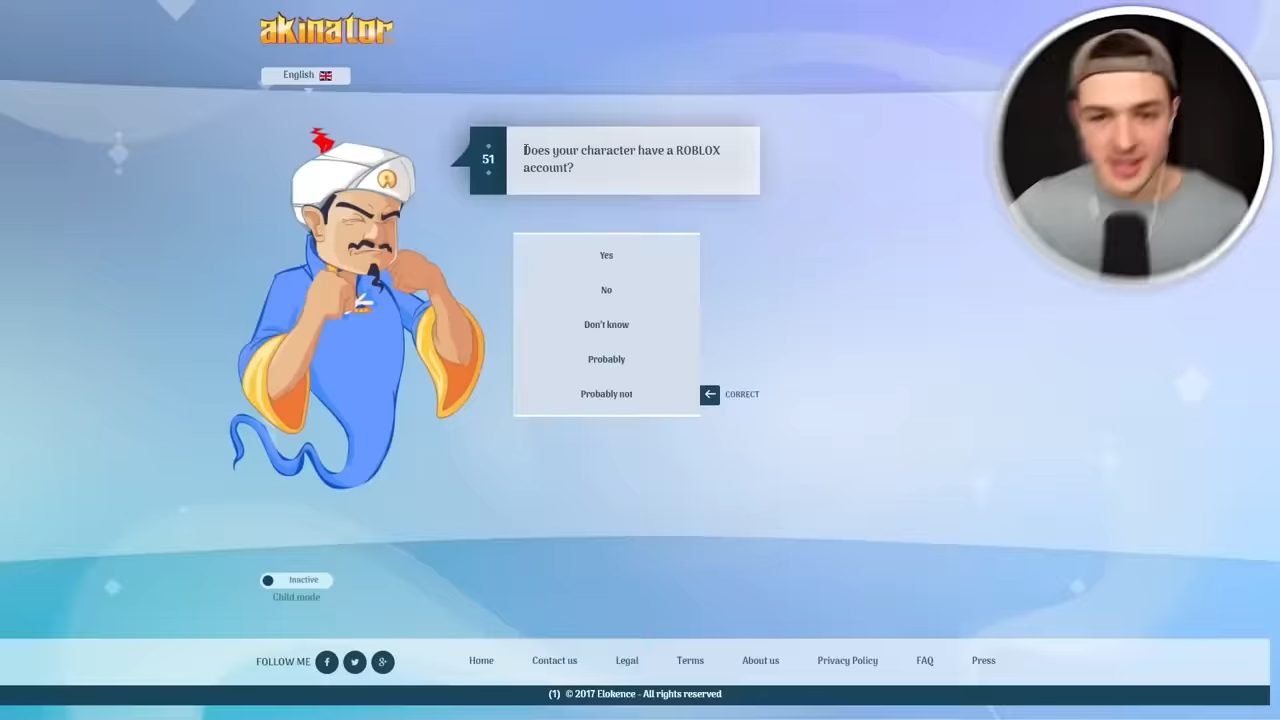 akinator
English
51
Does your character have a ROBLOX
account?
Yes
No
Don't know
Probably
Probably not
CORRECT
Inactive
Child mode
FOLLOW ME
Home
Contact us
Legal
Terms
About us
Privacy Policy
FAQ
Press
(1) © 2017 Elokence - All rights reserved